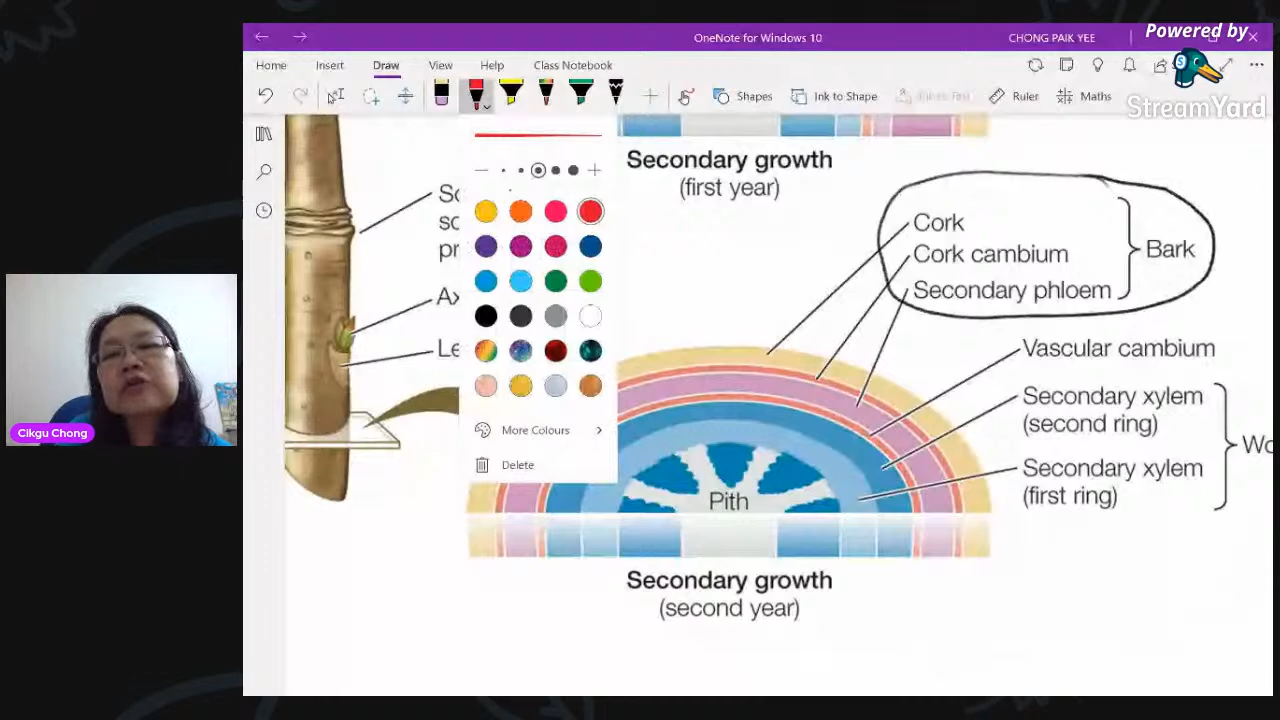 Powered by
StreamYard
OneNote for Windows 10
CHONG PAIK YEE
Home Insert Draw View Help Class Notebook
Shapes Ink to Shape Ruler Maths
More Colours
Delete
Secondary growth
(first year)
Cork
Cork cambium
Secondary phloem
Bark
Vascular cambium
Secondary xylem
(second ring)
Secondary xylem
(first ring)
Pith
Secondary growth
(second year)
Cikgu Chong